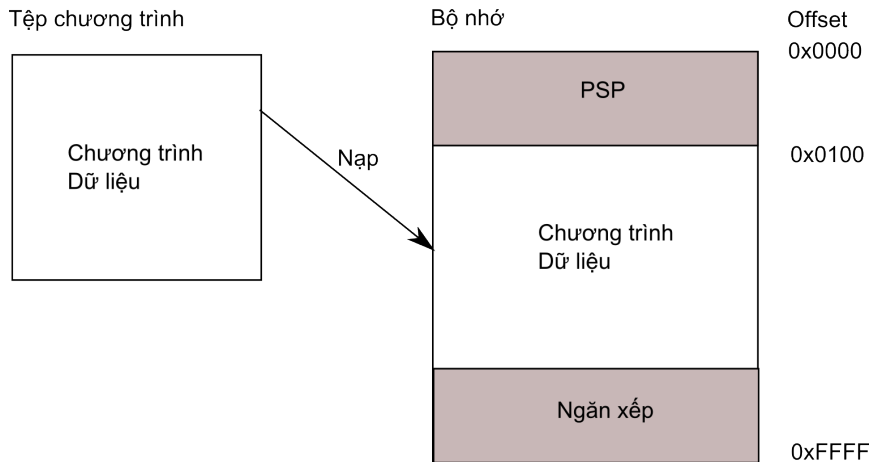 Tệp chương trình
Bộ nhớ
Offset
0x0000
PSP
0x0100
Chương trình
Dữ liệu
Nạp
Chương trình
Dữ liệu
Ngăn xếp
0xFFFF